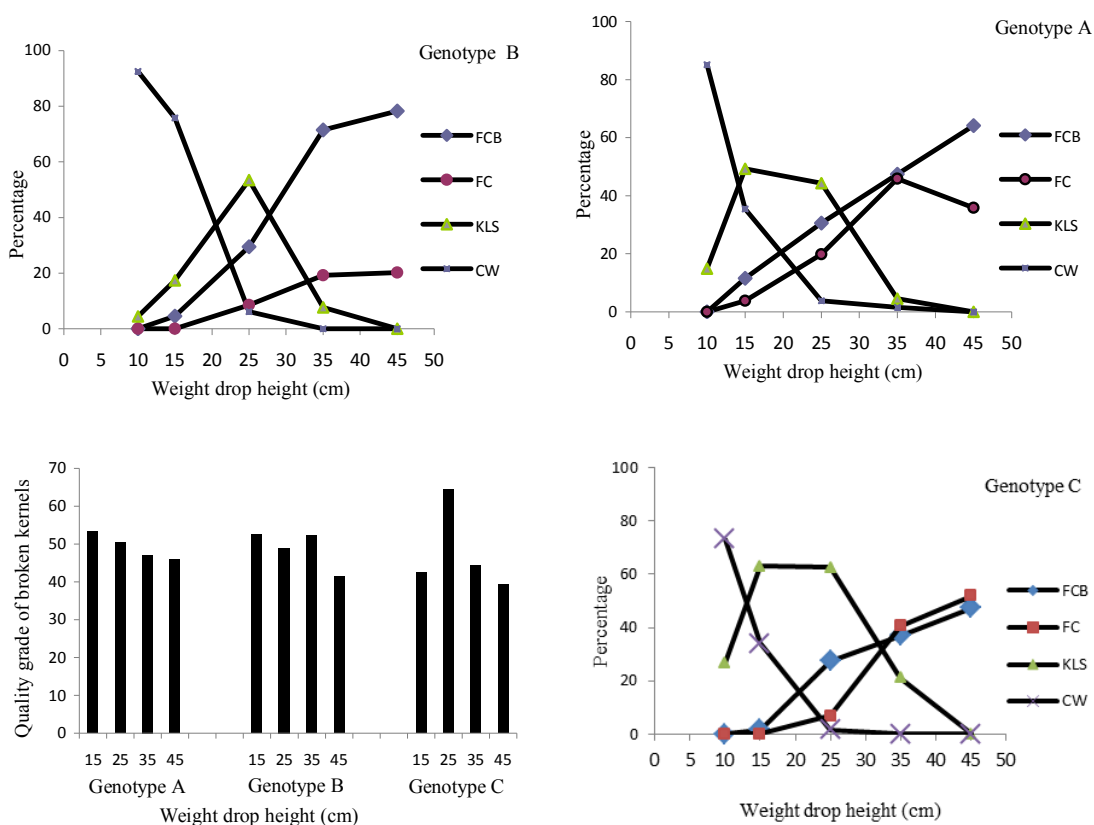 Genotype B
100
80
60
40
20
0
Percentage
0 5 10 15 20 25 30 35 40 45 50
Weight drop height (cm)
FCB
FC
KLS
CW
Genotype A
100
80
60
40
20
0
Percentage
0 5 10 15 20 25 30 35 40 45 50
Weight drop height (cm)
FCB
FC
KLS
CW
70
60
50
40
30
20
10
0
Quality grade of broken kernels
15 25 35 45 15 25 35 45 15 25 35 45
Genotype A Genotype B Genotype C
Weight drop height (cm)
Genotype C
100
80
60
40
20
0
Percentage
0 5 10 15 20 25 30 35 40 45 50
Weight drop height (cm)
FCB
FC
KLS
CW